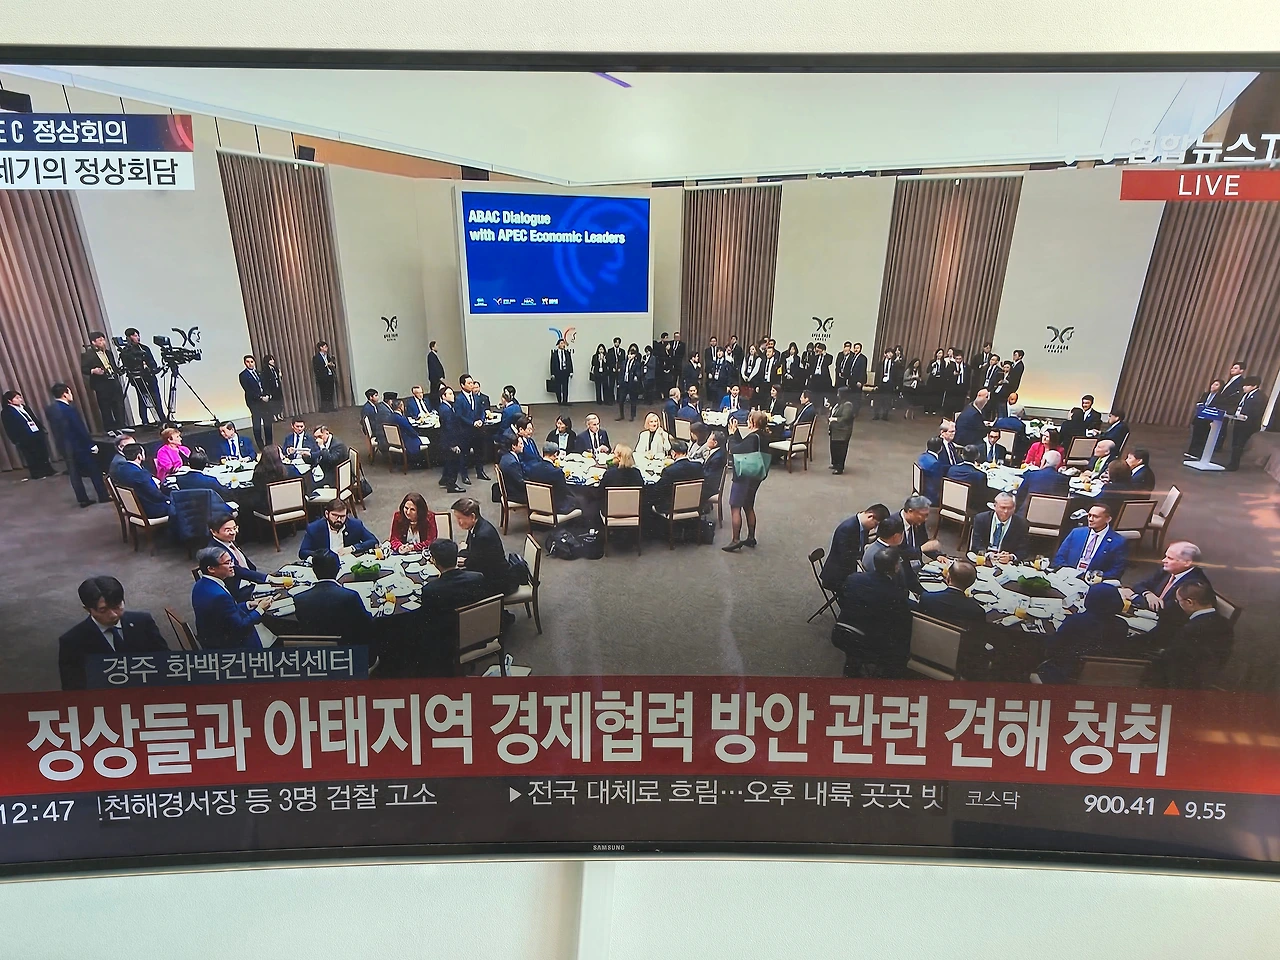 EC 정상회의
세기의 정상회담
연합뉴스T
LIVE
ABAC Dialogue
with APEC Economic Leaders
경주 화백컨벤션센터
정상들과 아태지역 경제협력 방안 관련 견해 청취
12:47 천해경서장 등 3명 검찰 고소 ▶전국 대체로 흐림…오후 내륙 곳곳 빗 코스닥 900.41 ▲ 9.55
SAMSUNG